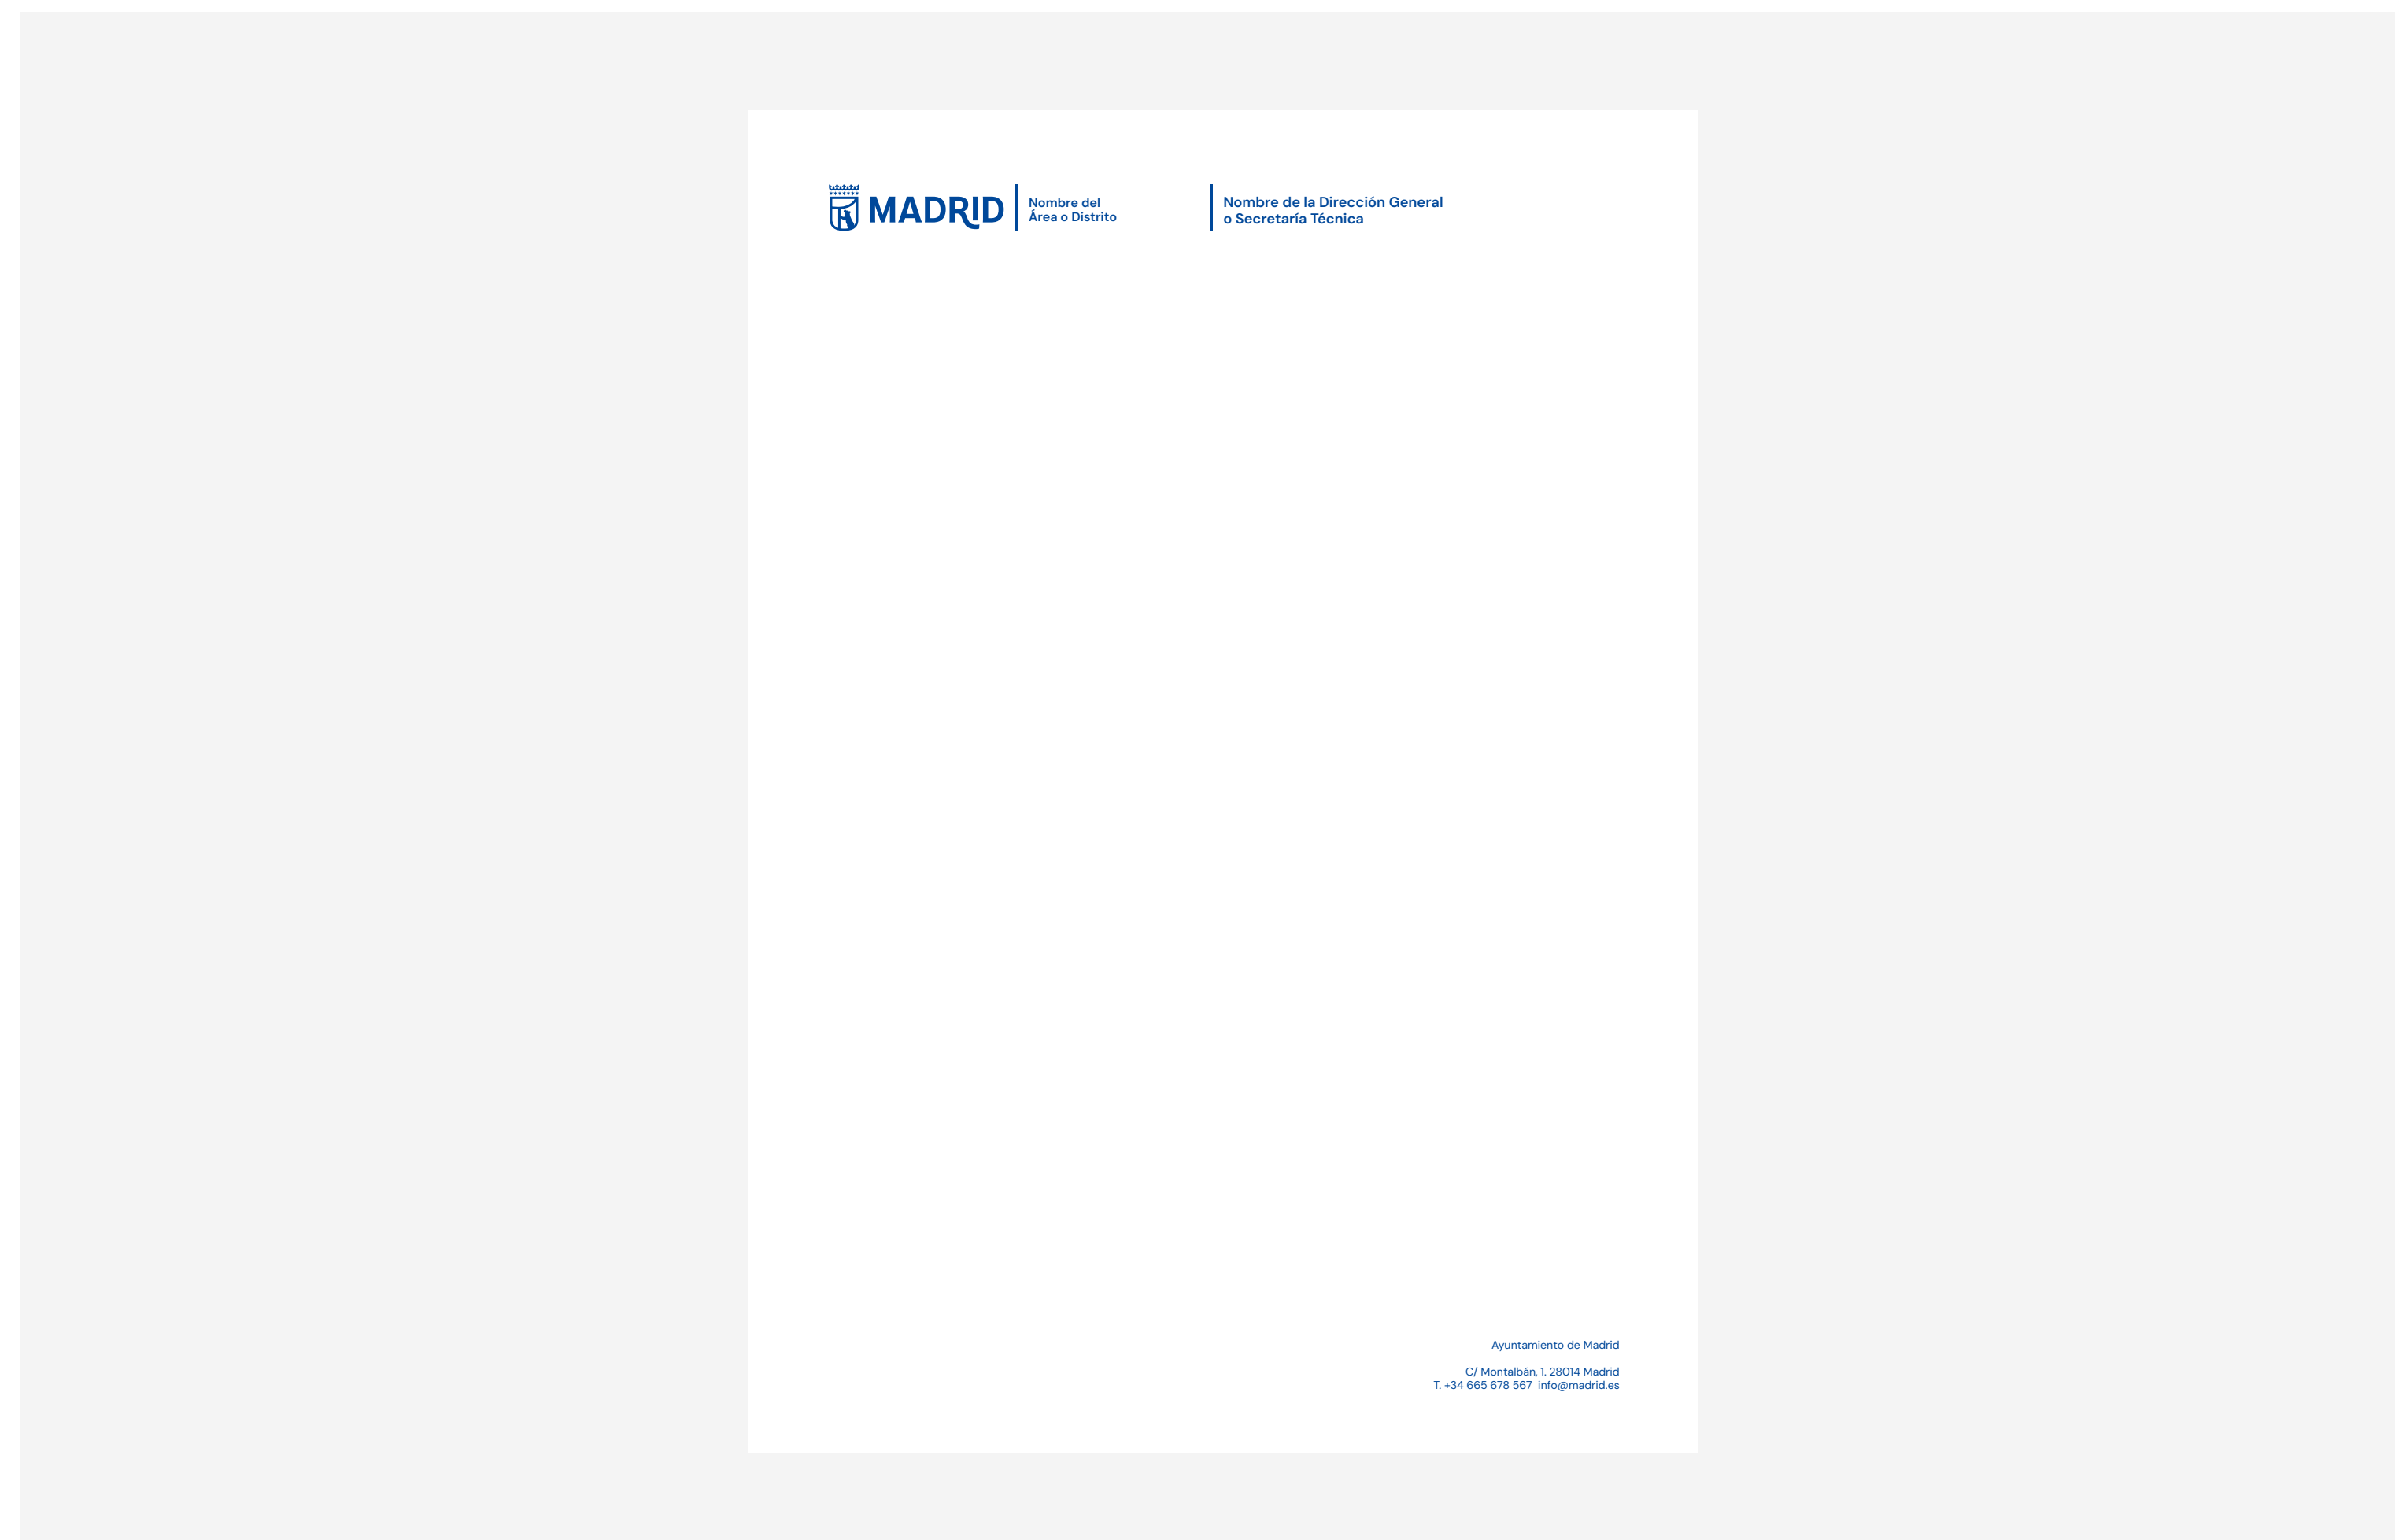 MADRID
Nombre del
Área o Distrito
Nombre de la Dirección General
o Secretaría Técnica
Ayuntamiento de Madrid
C/ Montalbán, 1. 28014 Madrid
T. +34 665 678 567 info@madrid.es